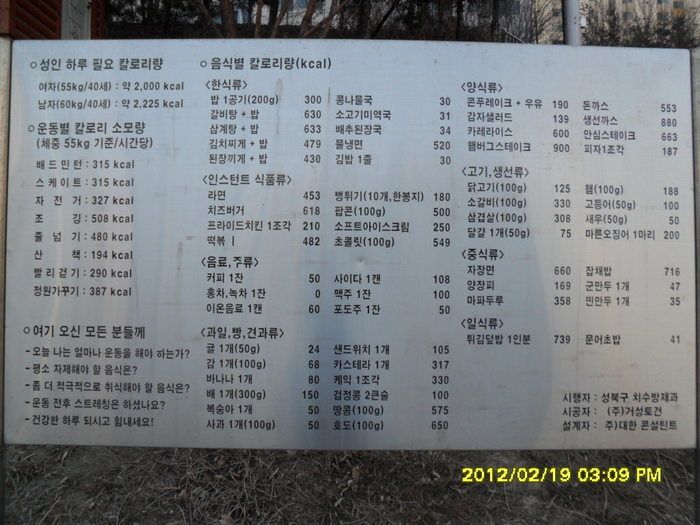 ○ 성인 하루 필요 칼로리량
여자(55kg/40세) : 약 2,000 kcal
남자(60kg/40세) : 약 2,225 kcal
○ 운동별 칼로리 소모량
(체중 55kg 기준/시간당)
배드민턴 : 315 kcal
스케이트 : 315 kcal
자전거 : 327 kcal
조깅 : 508 kcal
줄넘기 : 480 kcal
산책 : 194 kcal
빨리걷기 : 290 kcal
정원가꾸기 : 387 kcal
○ 여기 오신 모든 분들께
- 오늘 나는 얼마나 운동을 해야 하는가?
- 평소 자제해야 할 음식은?
- 좀 더 적극적으로 취식해야 할 음식은?
- 운동 전후 스트레칭은 하셨나요?
- 건강한 하루 되시고 힘내세요!
○ 음식별 칼로리량(kcal)
<한식류>
밥 1공기(200g) 300 콩나물국 30
갈비탕 + 밥 630 소고기미역국 31
삼계탕 + 밥 633 배추된장국 34
김치찌개 + 밥 479 물냉면 520
된장끼게 + 밥 430 김밥 1줄 30
<인스턴트 식품류>
라면 453 뻥튀기(10개,한봉지) 180
치즈버거 618 팝콘(100g) 500
프라이드치킨 1조각 210 소프트아이스크림 250
떡볶ㅣ 482 초콜릿(100g) 549
<음료,주류>
커피 1잔 50 사이다 1캔 108
홍차,녹차 1잔 0 맥주 1잔 100
이온음료 1캔 60 포도주 1잔 50
<과일,빵,견과류>
귤 1개(50g) 24 샌드위치 1개 105
감 1개(100g) 68 카스테라 1개 317
바나나 1개 80 케익 1조각 330
배 1개(300g) 150 검정콩 2큰술 100
복숭아 1개 50 땅콩(100g) 575
사과 1개(100g) 50 호도(100g) 650
<양식류>
콘푸레이크 + 우유 190 돈까스 553
감자샐러드 139 생선까스 880
카레라이스 600 안심스테이크 663
햄버그스테이크 900 피자1조각 187
<고기,생선류>
닭고기(100g) 125 햄(100g) 188
소갈비(100g) 330 고등어(50g) 100
삼겹살(100g) 308 새우(50g) 50
달걀 1개(50g) 75 마른오징어 1마리 200
<중식류>
자장면 660 잡채밥 716
양장피 169 군만두 1개 47
마파두부 358 찐만두 1개 35
<일식류>
튀김덮밥 1인분 739 문어초밥 41
시행자 : 성북구 치수방재과
시공자 : (주)거성토건
설계자 : 주)대한 콘설틴트
2012/02/19 03:09 PM